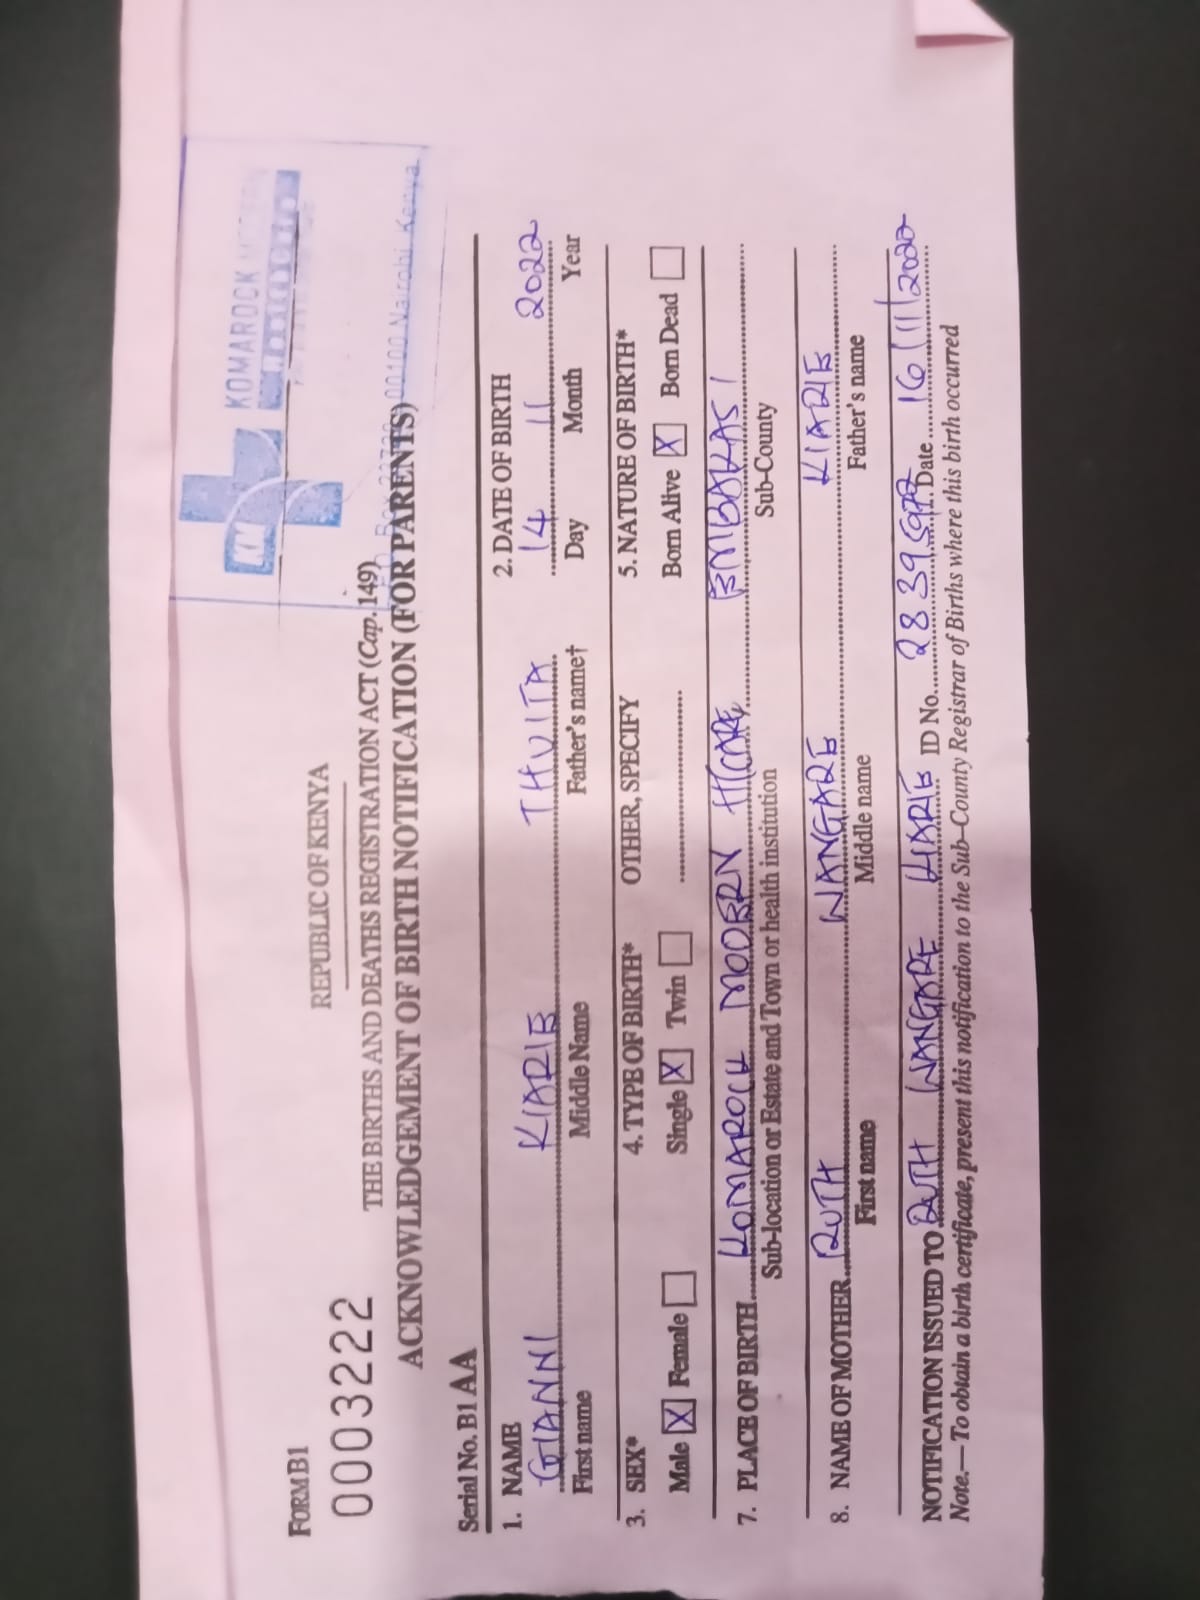 FORM B1
0003222
REPUBLIC OF KENYA
THE BIRTHS AND DEATHS REGISTRATION ACT (Cap. 149)
ACKNOWLEDGEMENT OF BIRTH NOTIFICATION (FOR PARENTS)
KM KOMAROCK
00100 Nairobi Kenya
Serial No. B1 AA
1. NAME 2. DATE OF BIRTH
GIANNI KIARIE THUITA 14 11 2022
First name Middle Name Father's name† Day Month Year
3. SEX* 4. TYPE OF BIRTH* OTHER, SPECIFY 5. NATURE OF BIRTH*
Male X Female Single X Twin Born Alive X Born Dead
7. PLACE OF BIRTH KOMAROCK MODERN H/CARE EMBAKASI
Sub-location or Estate and Town or health institution Sub-County
8. NAME OF MOTHER RUTH WANGARE KIARIE
First name Middle name Father's name
NOTIFICATION ISSUED TO RUTH WANGARE KIARIE ID No. Date 16/11/2022
Note.—To obtain a birth certificate, present this notification to the Sub–County Registrar of Births where this birth occurred